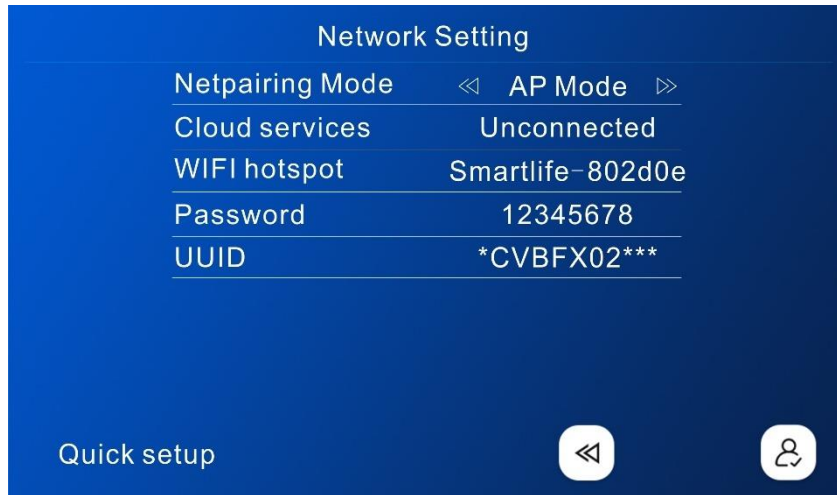 Network Setting
Netpairing Mode AP Mode
Cloud services Unconnected
WIFI hotspot Smartlife-802d0e
Password 12345678
UUID *CVBFX02***
Quick setup